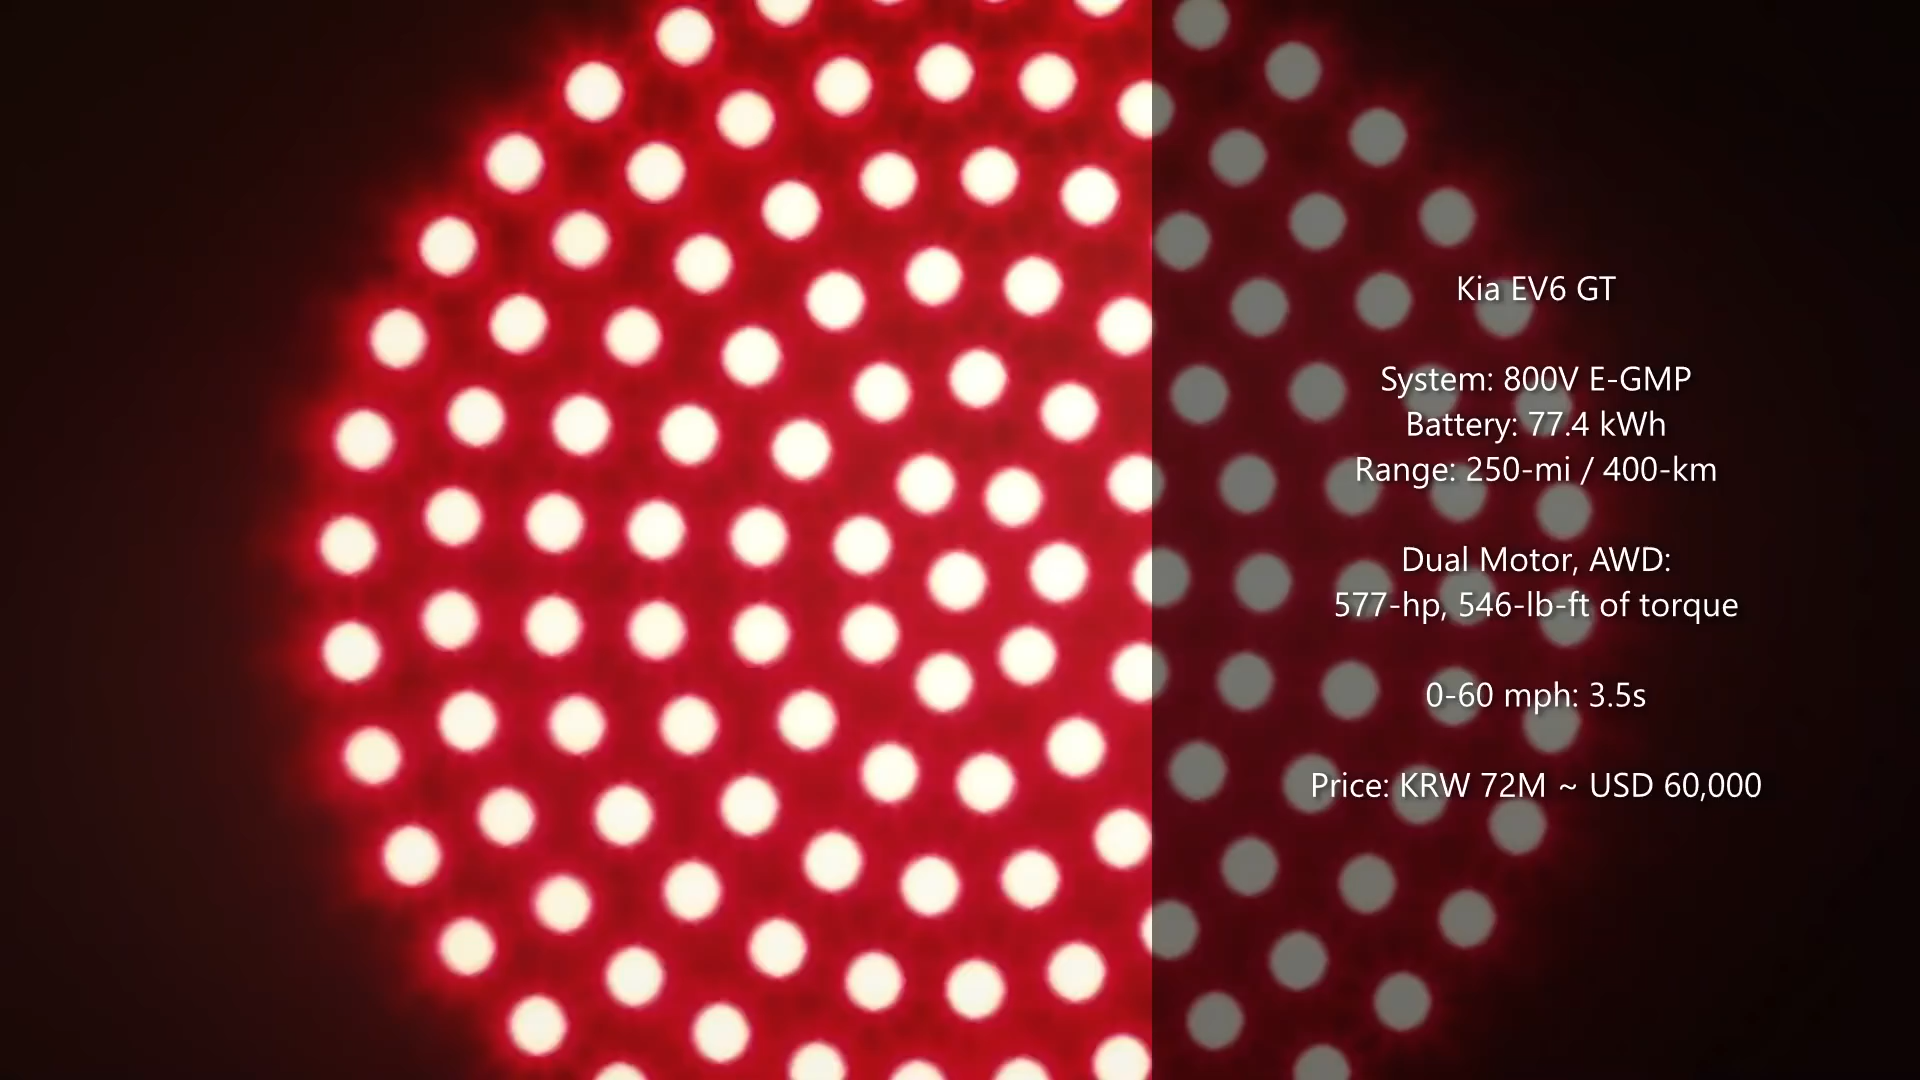 Kia EV6 GT
System: 800V E-GMP
Battery: 77.4 kWh
Range: 250-mi / 400-km
Dual Motor, AWD:
577-hp, 546-lb-ft of torque
0-60 mph: 3.5s
Price: KRW 72M ~ USD 60,000